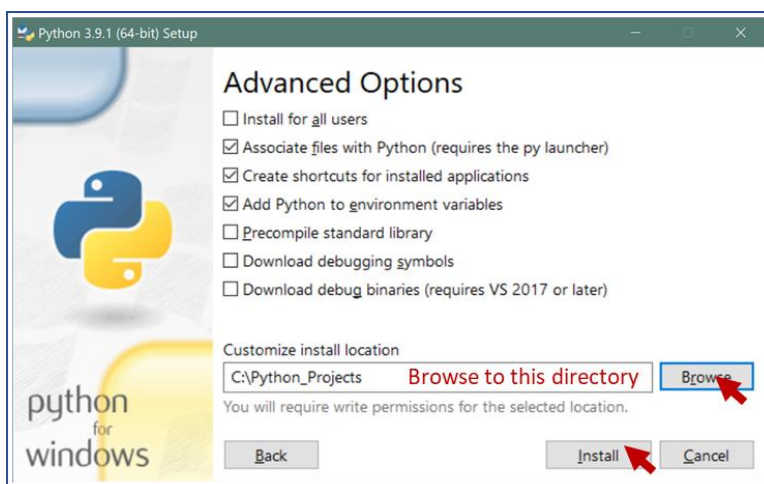 Python 3.9.1 (64-bit) Setup
Advanced Options
Install for all users
Associate files with Python (requires the py launcher)
Create shortcuts for installed applications
Add Python to environment variables
Precompile standard library
Download debugging symbols
Download debug binaries (requires VS 2017 or later)
Customize install location
C:\Python_Projects Browse to this directory Browse
You will require write permissions for the selected location.
python
for
windows
Back Install Cancel